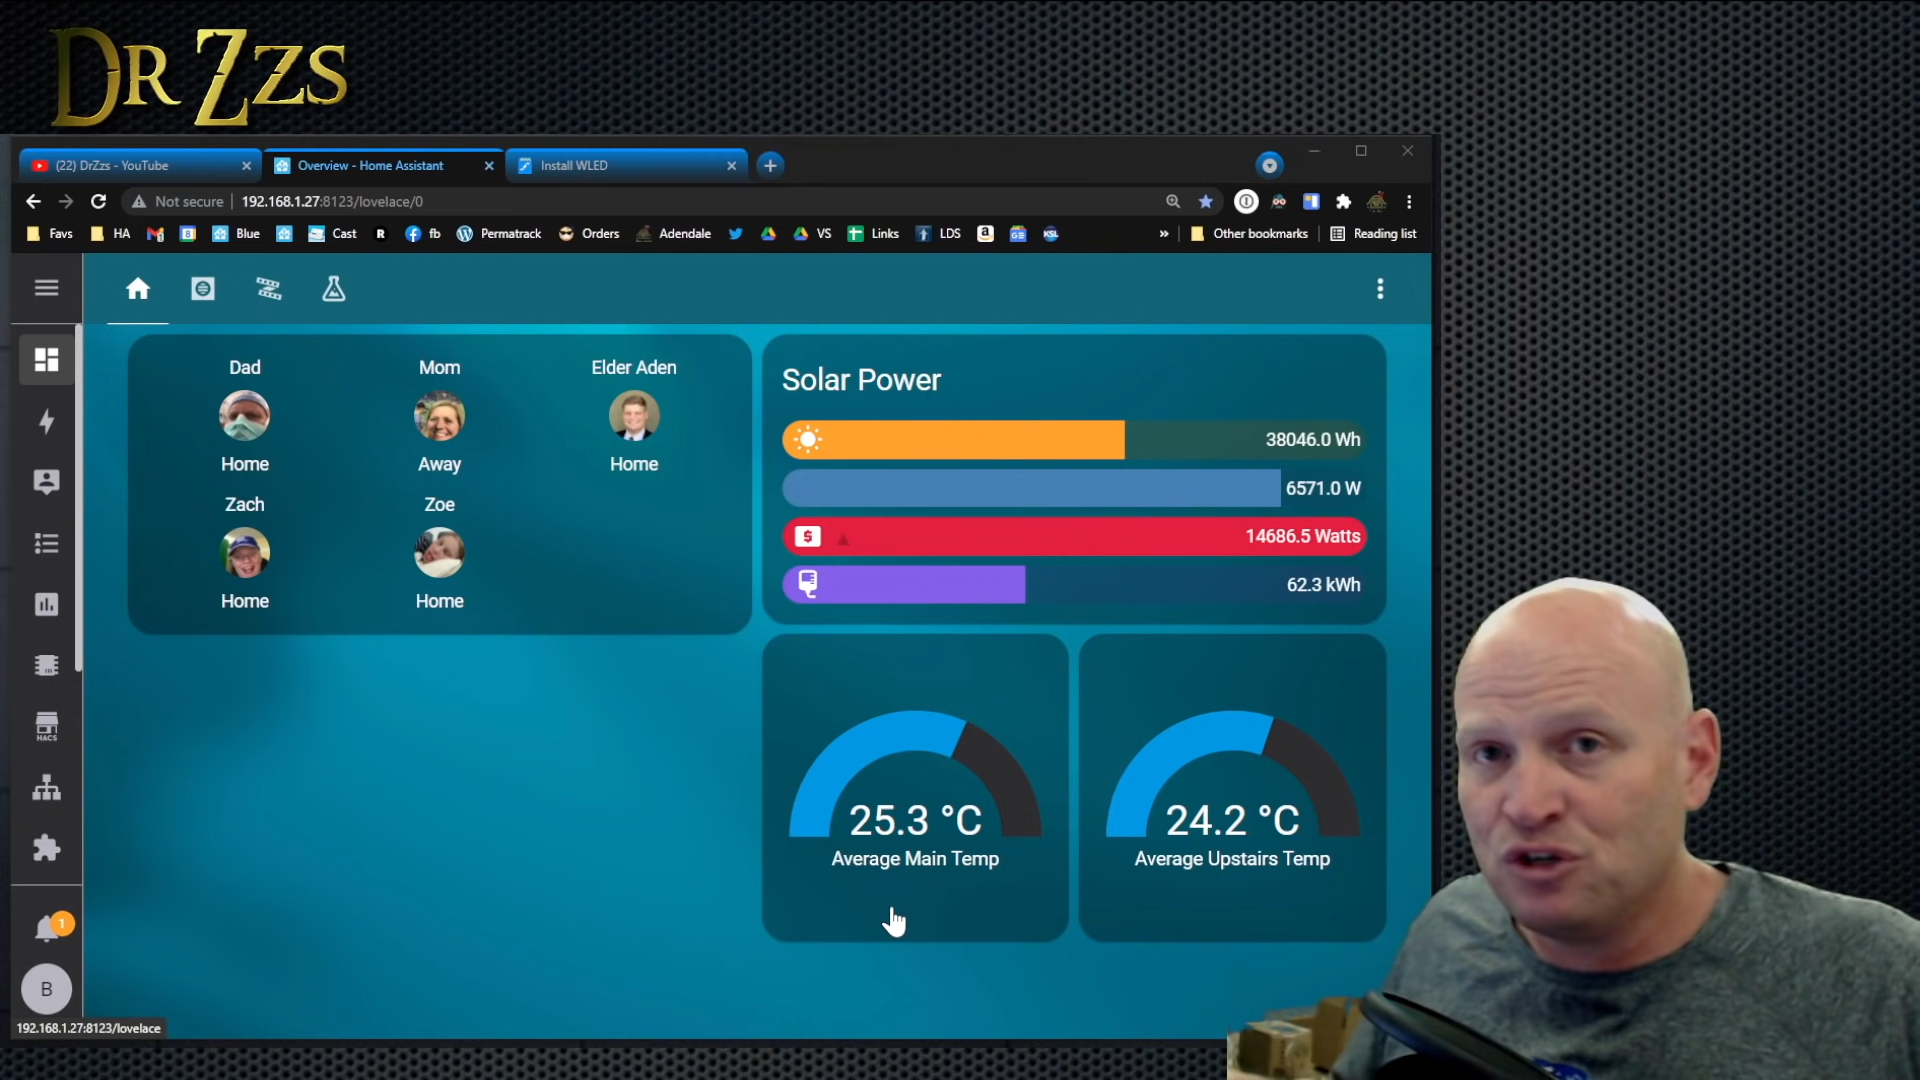 DR ZZS
(22) DrZzs - YouTube
Overview - Home Assistant
Install WLED
Not secure
192.168.1.27:8123/lovelace/0
Favs
HA
8
Blue
Cast
R
fb
Permatrack
Orders
Adendale
VS
Links
LDS
a
KSL
»
Other bookmarks
Reading list
Dad
Mom
Elder Aden
Home
Away
Home
Zach
Zoe
Home
Home
Solar Power
38046.0 Wh
6571.0 W
$
14686.5 Watts
62.3 kWh
25.3 °C
Average Main Temp
24.2 °C
Average Upstairs Temp
HACS
1
B
192.168.1.27:8123/lovelace